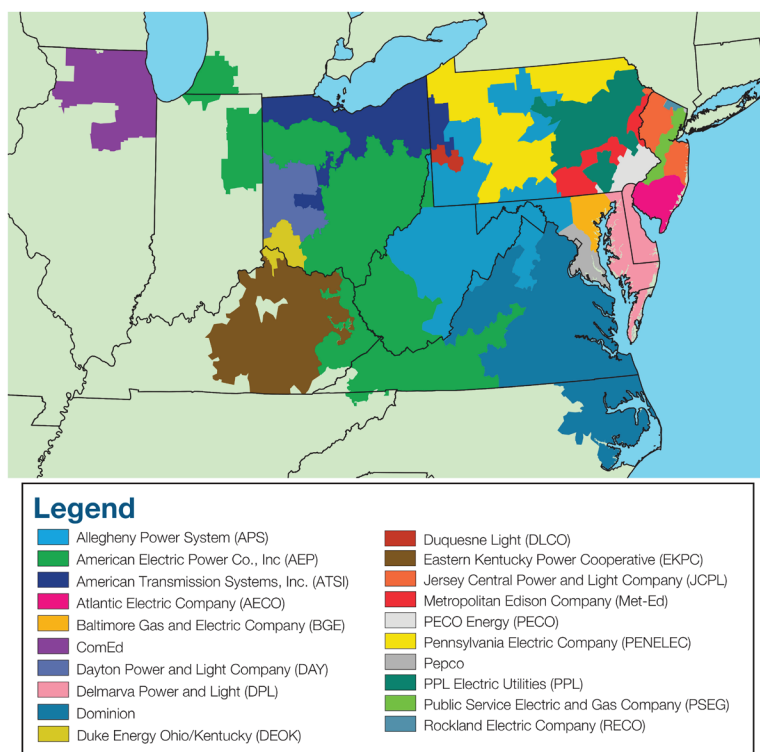 Legend
Allegheny Power System (APS)
American Electric Power Co., Inc (AEP)
American Transmission Systems, Inc. (ATSI)
Atlantic Electric Company (AECO)
Baltimore Gas and Electric Company (BGE)
ComEd
Dayton Power and Light Company (DAY)
Delmarva Power and Light (DPL)
Dominion
Duke Energy Ohio/Kentucky (DEOK)
Duquesne Light (DLCO)
Eastern Kentucky Power Cooperative (EKPC)
Jersey Central Power and Light Company (JCPL)
Metropolitan Edison Company (Met-Ed)
PECO Energy (PECO)
Pennsylvania Electric Company (PENELEC)
Pepco
PPL Electric Utilities (PPL)
Public Service Electric and Gas Company (PSEG)
Rockland Electric Company (RECO)